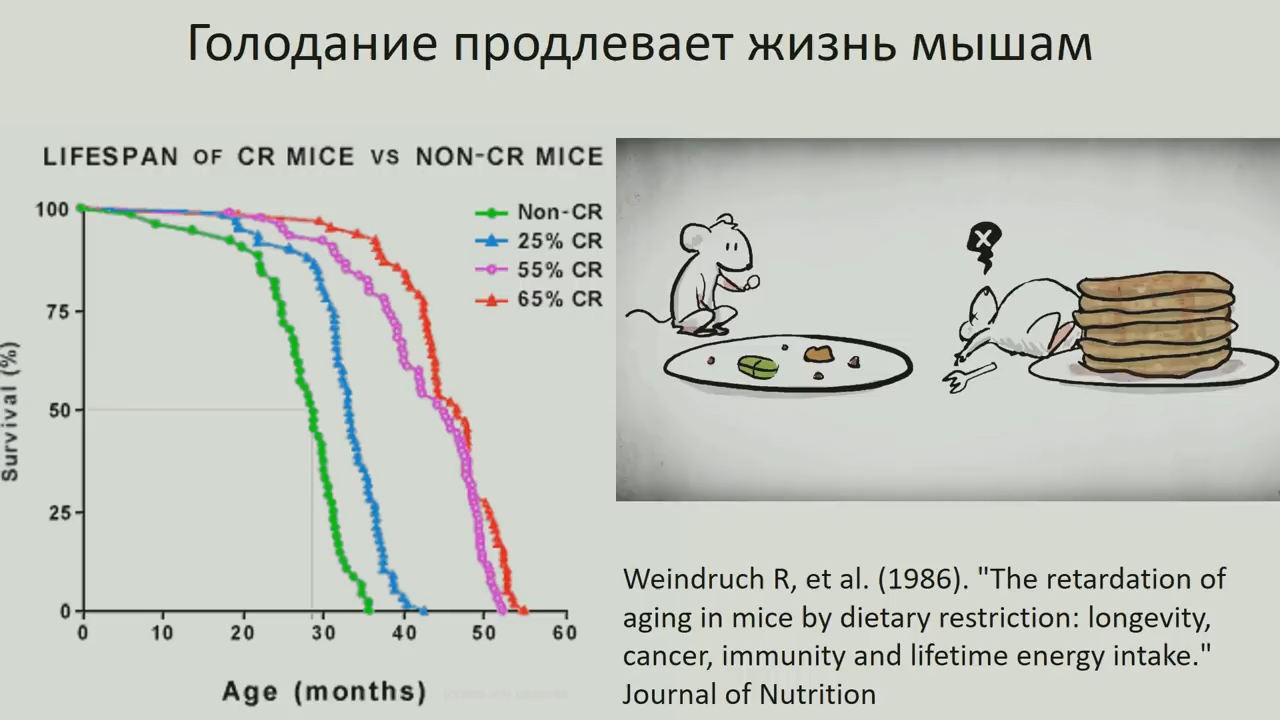 Голодание продлевает жизнь мышам
LIFESPAN OF CR MICE VS NON-CR MICE
Non-CR
25% CR
55% CR
65% CR
Survival (%)
100
75
50
25
0
0 10 20 30 40 50 60
Age (months)
X
Weindruch R, et al. (1986). "The retardation of
aging in mice by dietary restriction: longevity,
cancer, immunity and lifetime energy intake."
Journal of Nutrition